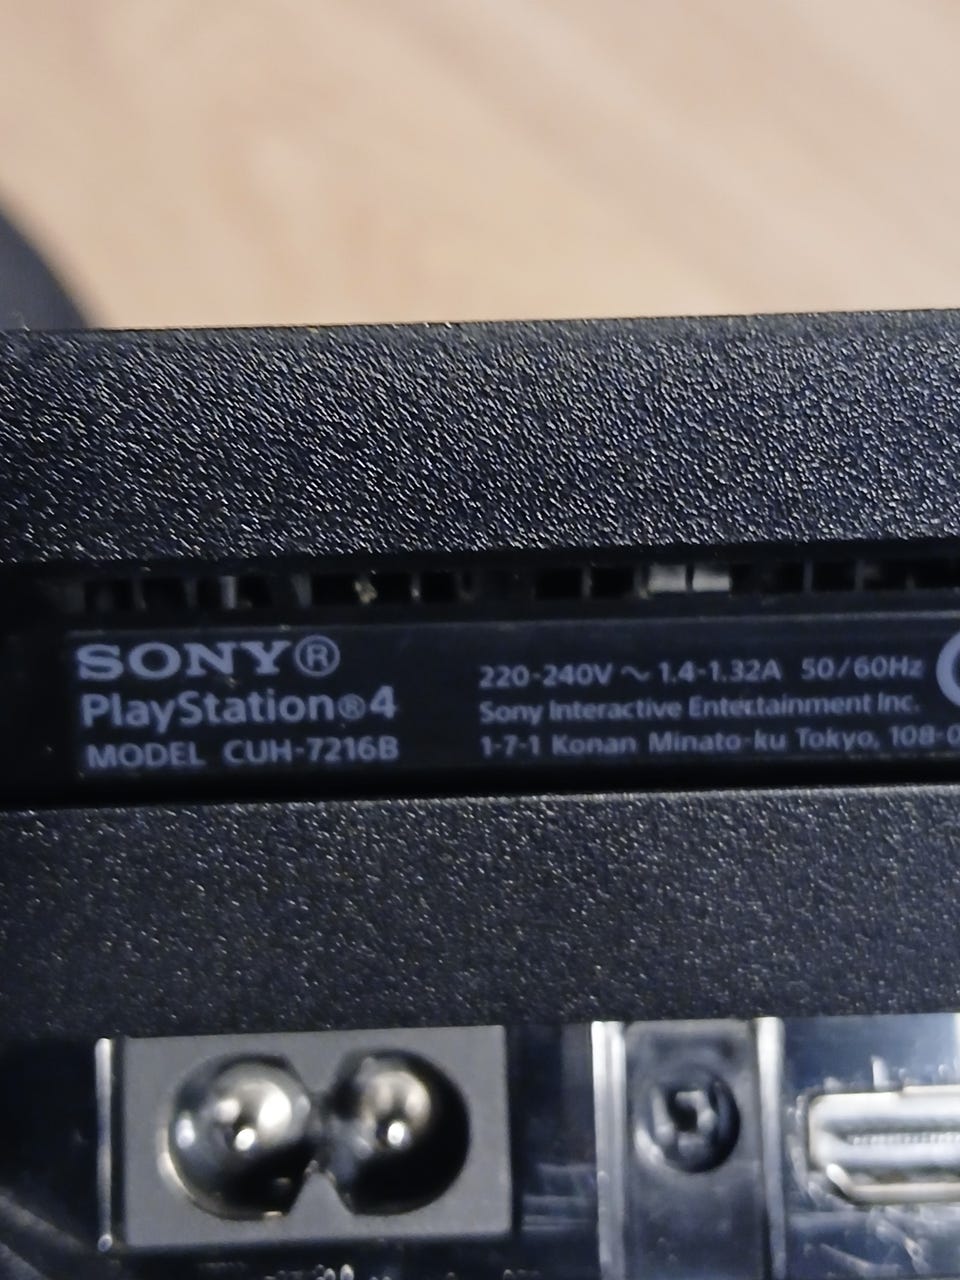 SONY®
PlayStation®4
MODEL CUH-7216B
220-240V ～ 1.4-1.32A 50/60Hz
Sony Interactive Entertainment Inc.
1-7-1 Konan Minato-ku Tokyo, 108-0